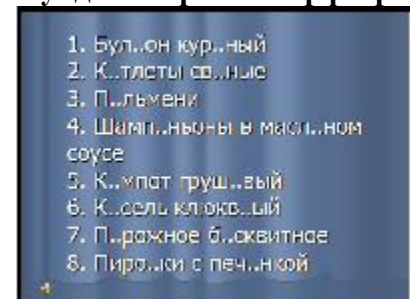 1. Бул..он кур..ный
2. К..тлеты св..ные
3. П..льмени
4. Шамп..ньоны в масл..ном
соусе
5. К..мпот груш..вый
6. К..сель клюкв..ый
7. П..рожное б..сквитное
8. Пиро..ки с печ..нкой